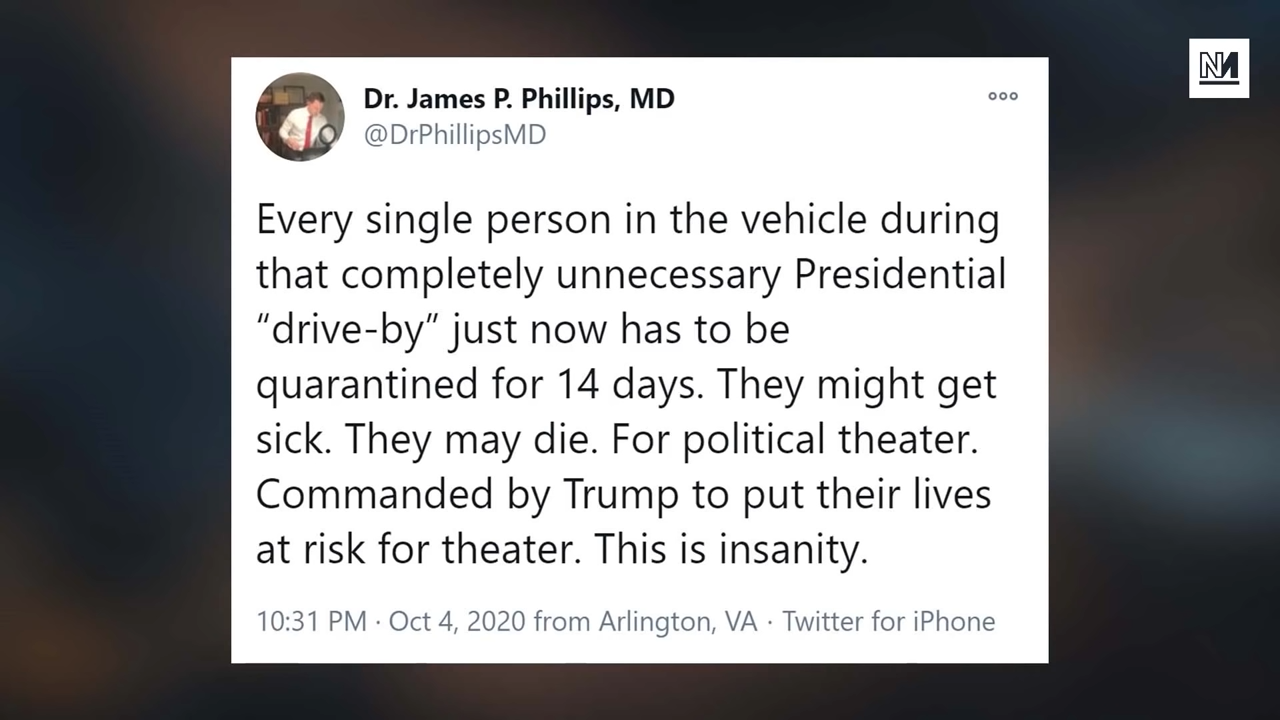 Dr. James P. Phillips, MD
@DrPhillipsMD
Every single person in the vehicle during
that completely unnecessary Presidential
“drive-by” just now has to be
quarantined for 14 days. They might get
sick. They may die. For political theater.
Commanded by Trump to put their lives
at risk for theater. This is insanity.
10:31 PM · Oct 4, 2020 from Arlington, VA · Twitter for iPhone